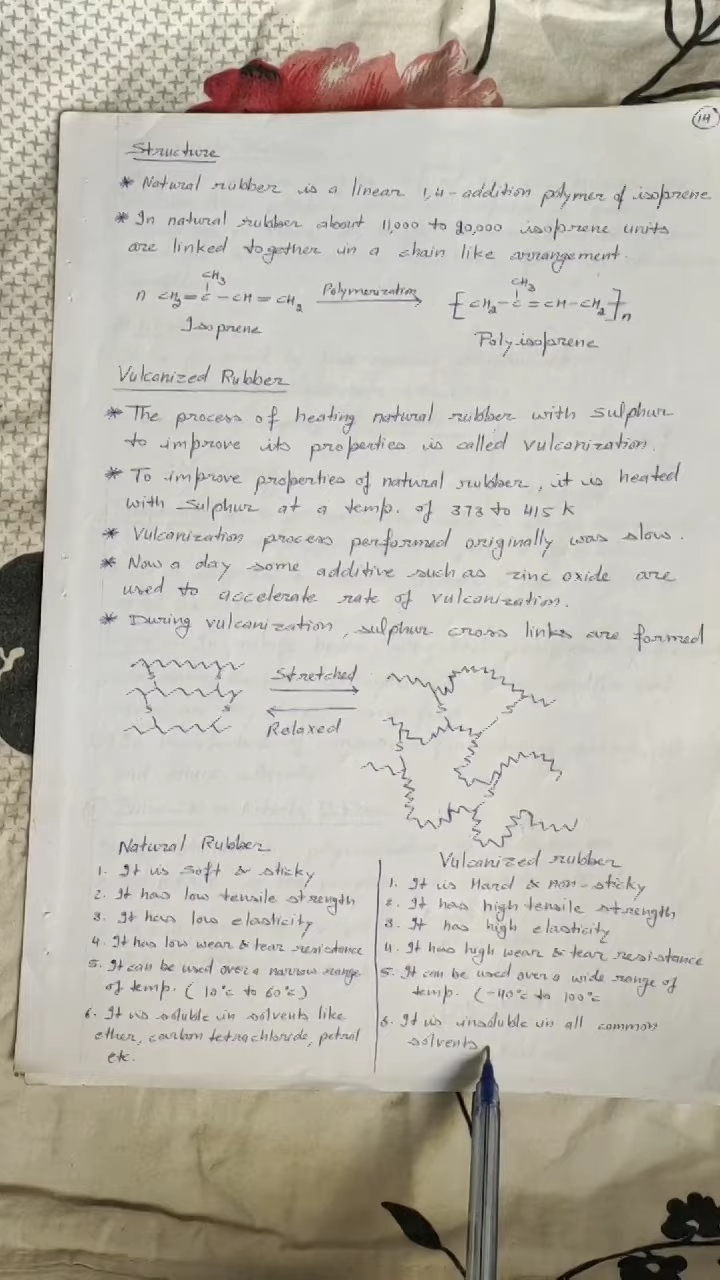 14
Structure
* Natural rubber is a linear 1,4-addition polymer of isoprene
* In natural rubber about 11,000 to 20,000 isoprene units
are linked together in a chain like arrangement.
CH3
n CH2=C-CH=CH2 Polymerization
Isoprene
CH3
[CH2-C=CH-CH2]n
Polyisoprene
Vulcanized Rubber
* The process of heating natural rubber with sulphur
to improve its properties is called vulcanization.
* To improve properties of natural rubber, it is heated
with sulphur at a temp. of 373 to 415 K
* Vulcanization process performed originally was slow.
* Now a day some additive such as zinc oxide are
used to accelerate rate of vulcanization.
* During vulcanization, sulphur cross links are formed
S S
S S
Stretched
Relaxed
S S
S S
S
Natural Rubber
1. It is soft & sticky
2. It has low tensile strength
3. It has low elasticity
4. It has low wear & tear resistance
5. It can be used over a narrow range
of temp. (10°c to 60°c)
6. It is soluble in solvents like
ether, carbon tetrachloride, petrol
etc.
Vulcanized rubber
1. It is Hard & non-sticky
2. It has high tensile strength
3. It has high elasticity
4. It has high wear & tear resistance
5. It can be used over a wide range of
temp. (-40°c to 100°c
6. It is insoluble in all common
solvents